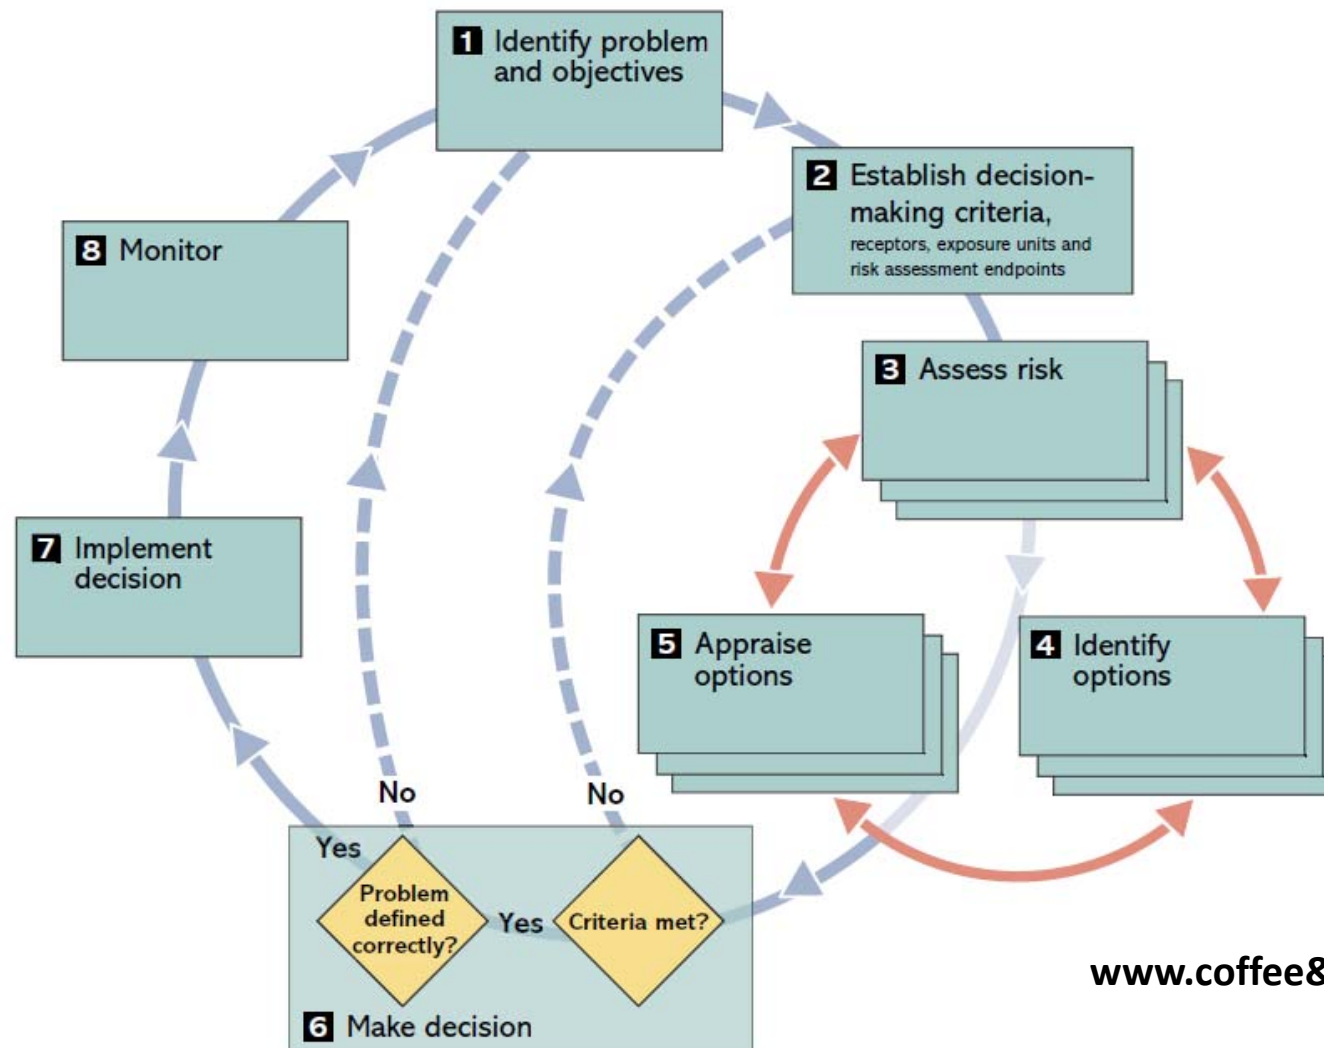 1 Identify problem
and objectives
2 Establish decision-
making criteria,
receptors, exposure units and
risk assessment endpoints
8 Monitor
3 Assess risk
7 Implement
decision
5 Appraise
options
4 Identify
options
No
No
Yes
Problem
defined
correctly?
Yes
Criteria met?
www.coffee&
6 Make decision